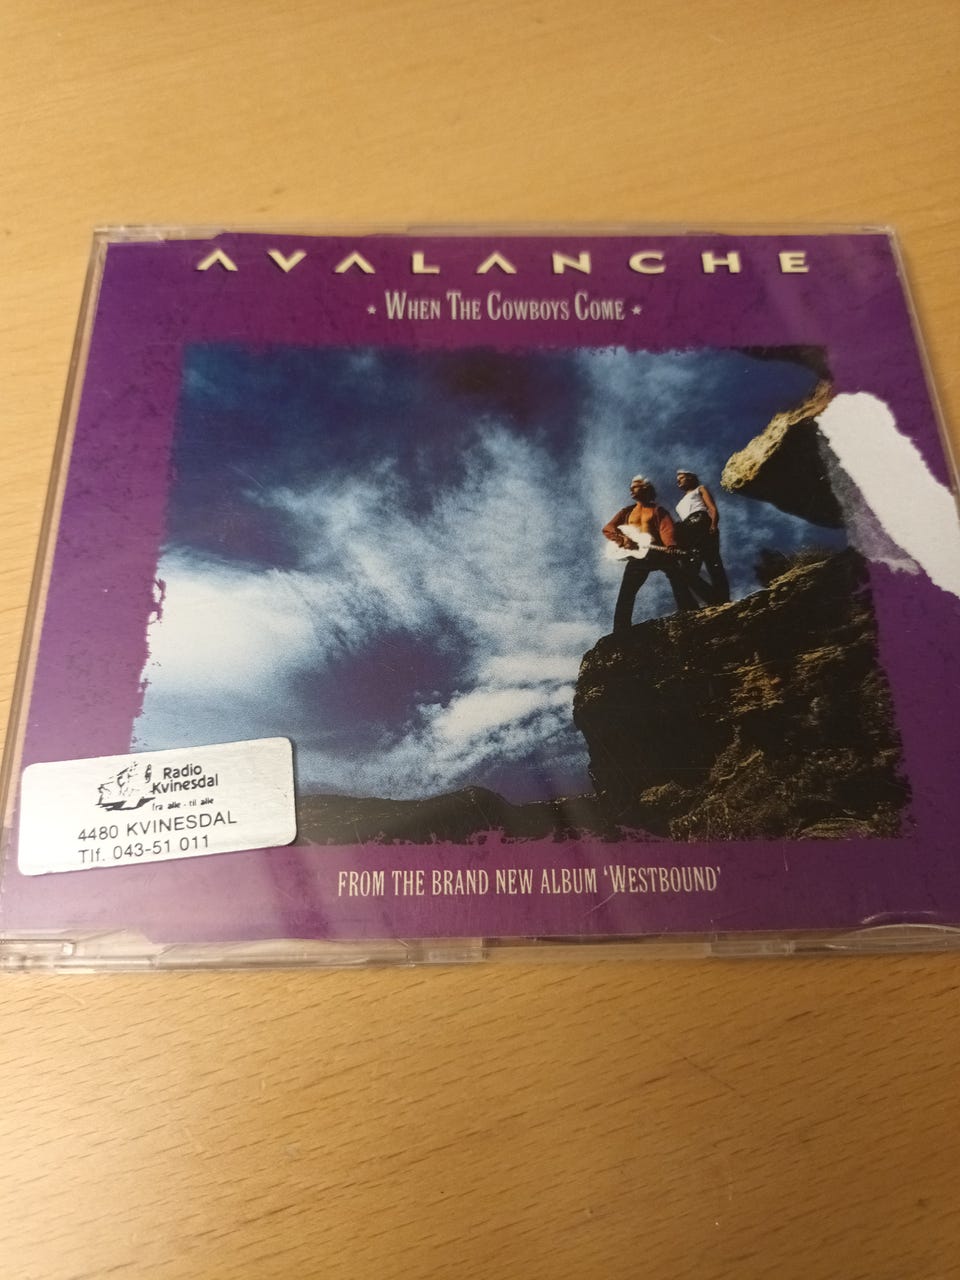 AVALANCHE
★ WHEN THE COWBOYS COME ★
Radio
Kvinesdal
fra alle - til alle
4480 KVINESDAL
Tlf. 043-51 011
FROM THE BRAND NEW ALBUM ‘WESTBOUND’